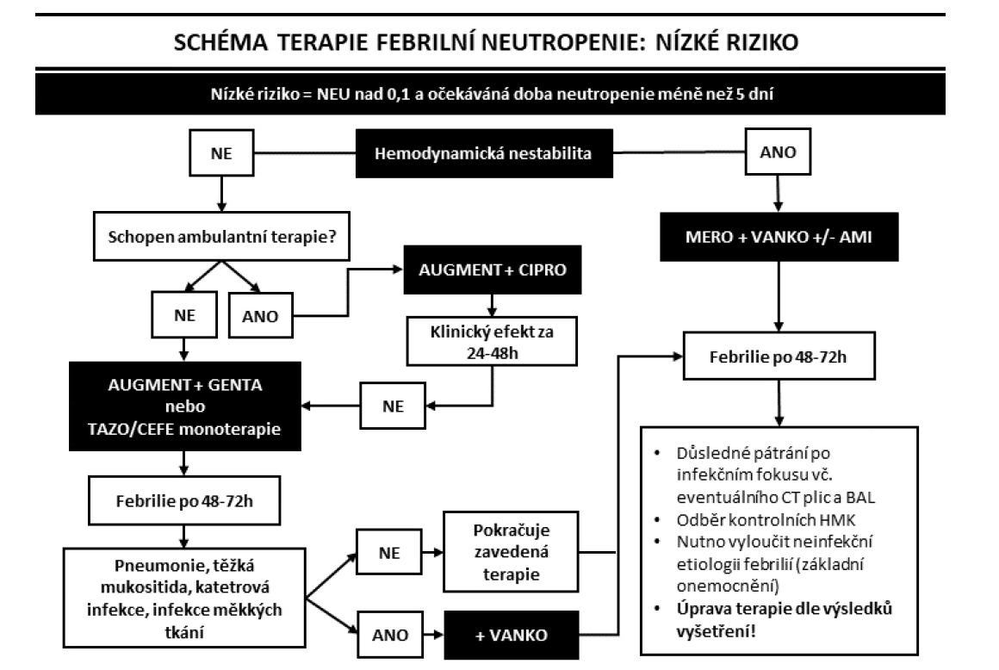 SCHÉMA TERAPIE FEBRILNÍ NEUTROPENIE: NÍZKÉ RIZIKO
Nízké riziko = NEU nad 0,1 a očekáváná doba neutropenie méně než 5 dní
NE
Hemodynamická nestabilita
ANO
Schopen ambulantní terapie?
MERO + VANKO +/- AMI
AUGMENT + CIPRO
NE
ANO
Klinický efekt za
24-48h
Febrilie po 48-72h
AUGMENT + GENTA
nebo
TAZO/CEFE monoterapie
NE
Febrilie po 48-72h
• Důsledné pátrání po
infekčním fokusu vč.
eventuálního CT plic a BAL
• Odběr kontrolních HMK
• Nutno vyloučit neinfekční
etiologii febrilií (základní
onemocnění)
• Úprava terapie dle výsledků
vyšetření!
Pneumonie, těžká
mukositida, katetrová
infekce, infekce měkkých
tkání
NE
Pokračuje
zavedená
terapie
ANO
+ VANKO